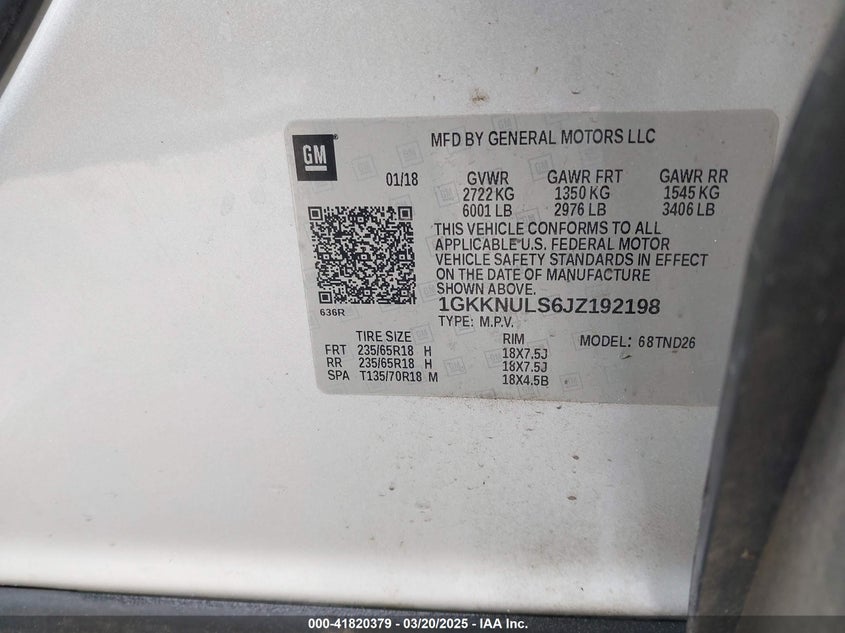 MFD BY GENERAL MOTORS LLC
GM
01/18 GVWR GAWR FRT GAWR RR
2722 KG 1350 KG 1545 KG
6001 LB 2976 LB 3406 LB
THIS VEHICLE CONFORMS TO ALL
APPLICABLE U.S. FEDERAL MOTOR
VEHICLE SAFETY STANDARDS IN EFFECT
ON THE DATE OF MANUFACTURE
SHOWN ABOVE.
1GKKNULS6JZ192198
636R
TYPE: M.P.V.
TIRE SIZE RIM MODEL: 68TND26
FRT 235/65R18 H 18X7.5J
RR 235/65R18 H 18X7.5J
SPA T135/70R18 M 18X4.5B
000-41820379 — 03/20/2025 — IAA Inc.